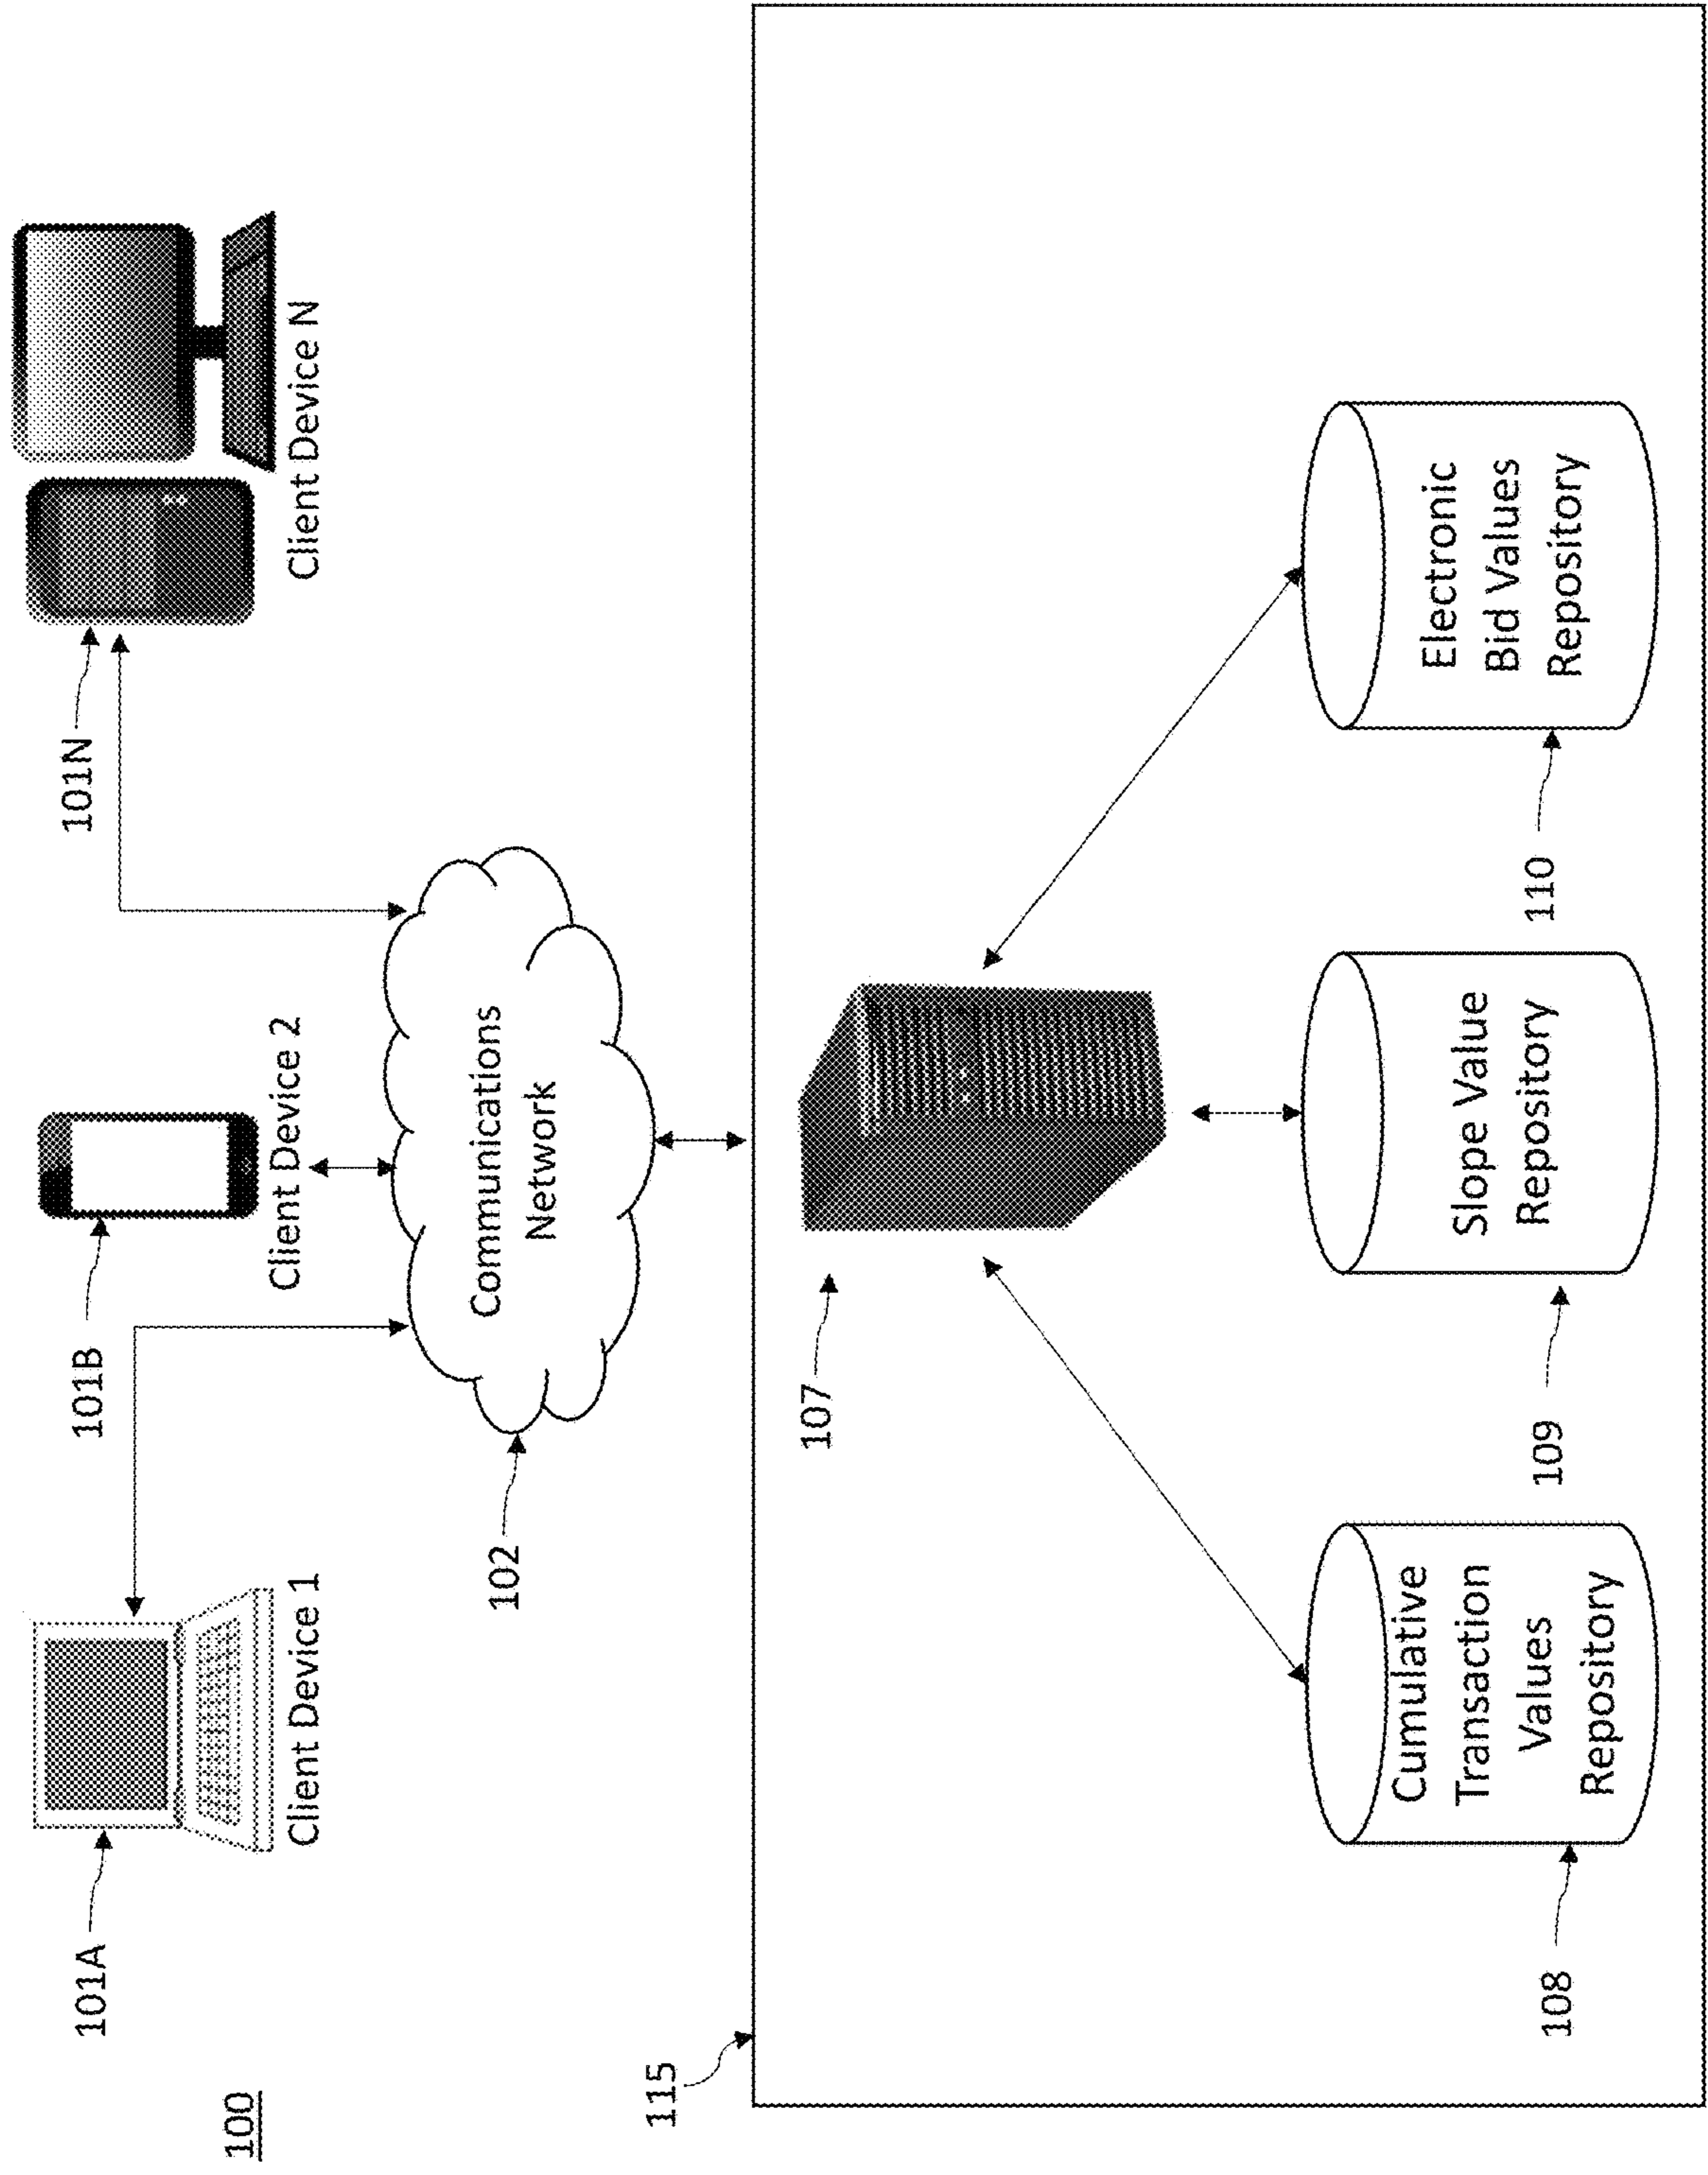 100
101A
Client Device 1
101B
Client Device 2
101N
Client Device N
102
Communications
Network
115
107
108
Cumulative
Transaction
Values
Repository
109
Slope Value
Repository
110
Electronic
Bid Values
Repository